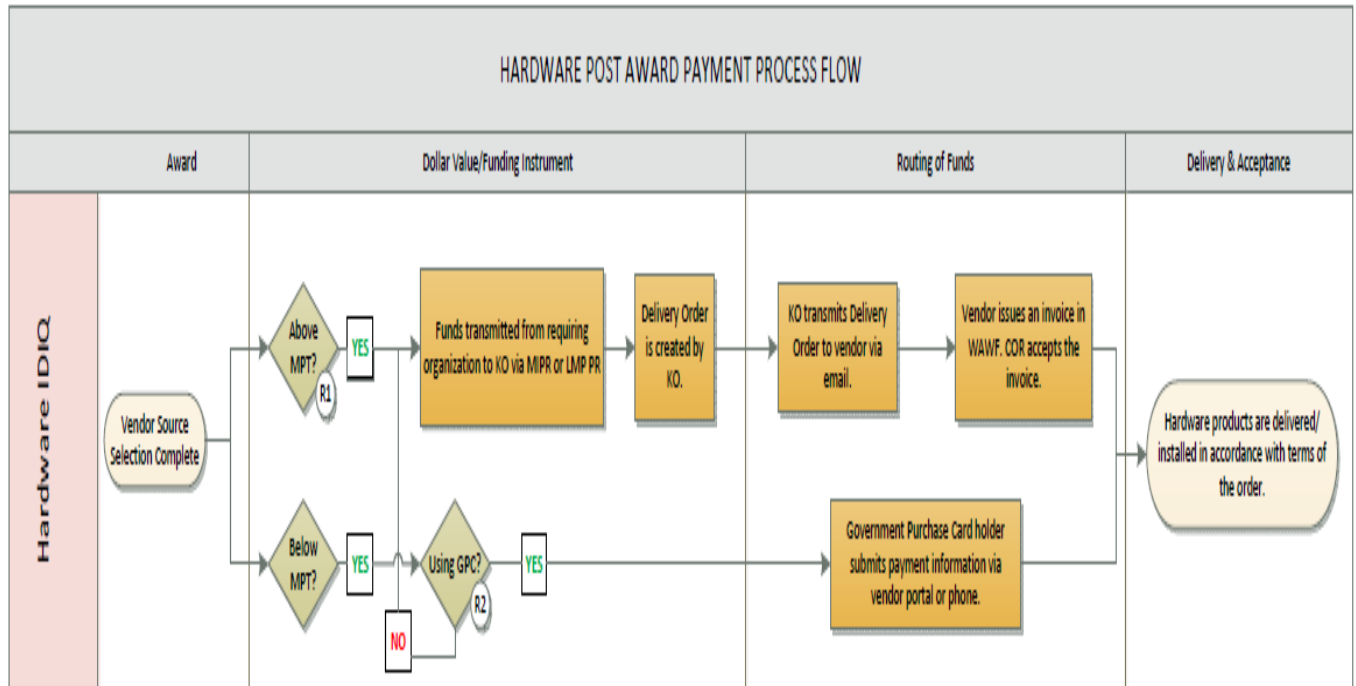 HARDWARE POST AWARD PAYMENT PROCESS FLOW
Award
Dollar Value/Funding Instrument
Routing of Funds
Delivery & Acceptance
Hardware IDIQ
Vendor Source
Selection Complete
Above
MPT?
R1
YES
Funds transmitted from requiring
organization to KO via MIPR or LMP PR
Delivery Order
is created by
KO.
KO transmits Delivery
Order to vendor via
email.
Vendor issues an invoice in
WAWF. COR accepts the
invoice.
Below
MPT?
YES
Using GPC?
R2
YES
NO
Government Purchase Card holder
submits payment information via
vendor portal or phone.
Hardware products are delivered/
installed in accordance with terms of
the order.